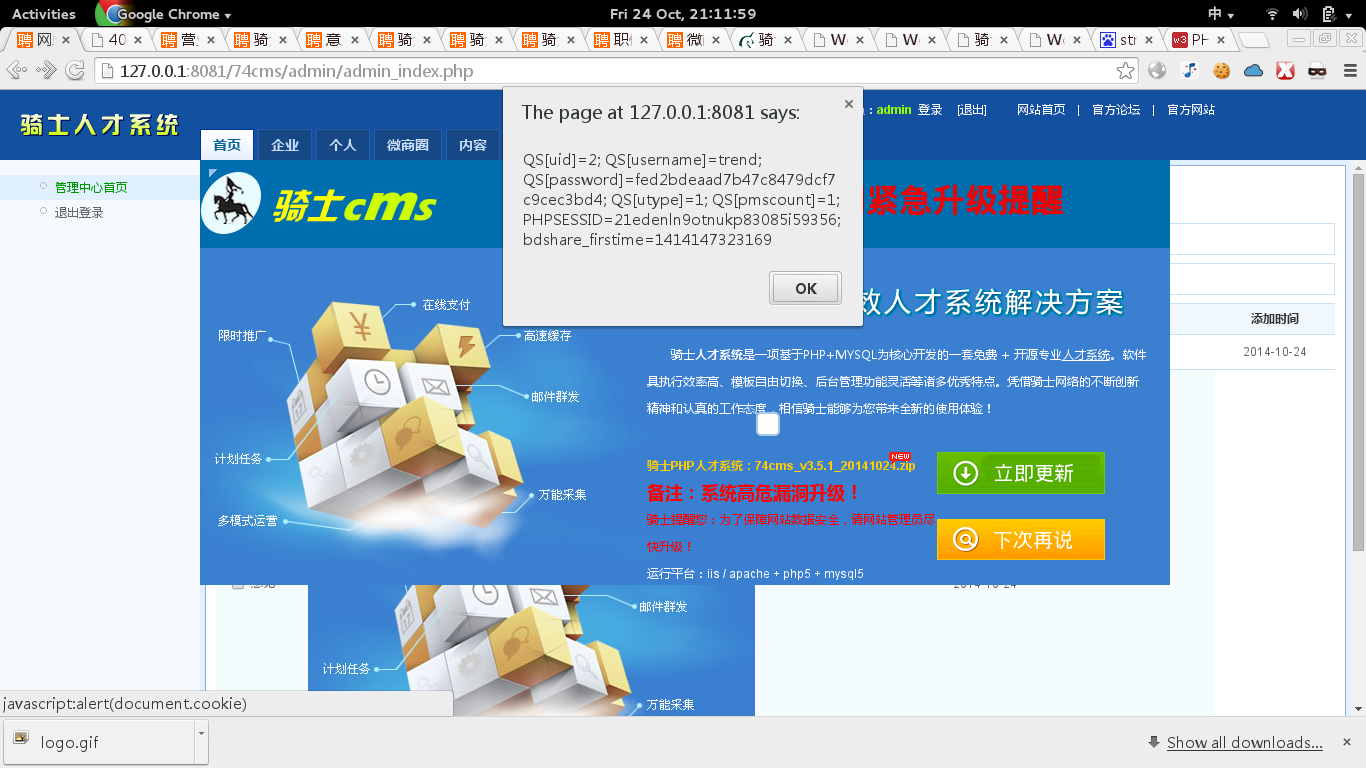 Activities
Google Chrome
Fri 24 Oct, 21:11:59
中
网
40
营业
骑士
意
骑
骑
骑
职位
微
骑士
We
We
骑士
We
str
w3 PH
127.0.0.1:8081/74cms/admin/admin_index.php
骑士人才系统
admin 登录 [退出] 网站首页 | 官方论坛 | 官方网站
首页 企业 个人 微商圈 内容
管理中心首页
退出登录
The page at 127.0.0.1:8081 says:
QS[uid]=2; QS[username]=trend;
QS[password]=fed2bdeaad7b47c8479dcf7
c9cec3bd4; QS[utype]=1; QS[pmscount]=1;
PHPSESSID=21edenln9otnukp83085i59356;
bdshare_firstime=1414147323169
OK
骑士cms
紧急升级提醒
效人才系统解决方案
在线支付
限时推广
高速缓存
邮件群发
计划任务
万能采集
多模式运营
骑士人才系统是一项基于PHP+MYSQL为核心开发的一套免费 + 开源专业人才系统。软件
具执行效率高、模板自由切换、后台管理功能灵活等诸多优秀特点。凭借骑士网络的不断创新
精神和认真的工作态度，相信骑士能够为您带来全新的使用体验！
骑士PHP人才系统：74cms_v3.5.1_20141024.zip
NEW
备注：系统高危漏洞升级！
骑士提醒您：为了保障网站数据安全，请网站管理员尽
快升级！
运行平台：iis / apache + php5 + mysql5
立即更新
下次再说
添加时间
2014-10-24
2014-10-24
邮件群发
计划任务
万能采集
javascript:alert(document.cookie)
logo.gif
Show all downloads...